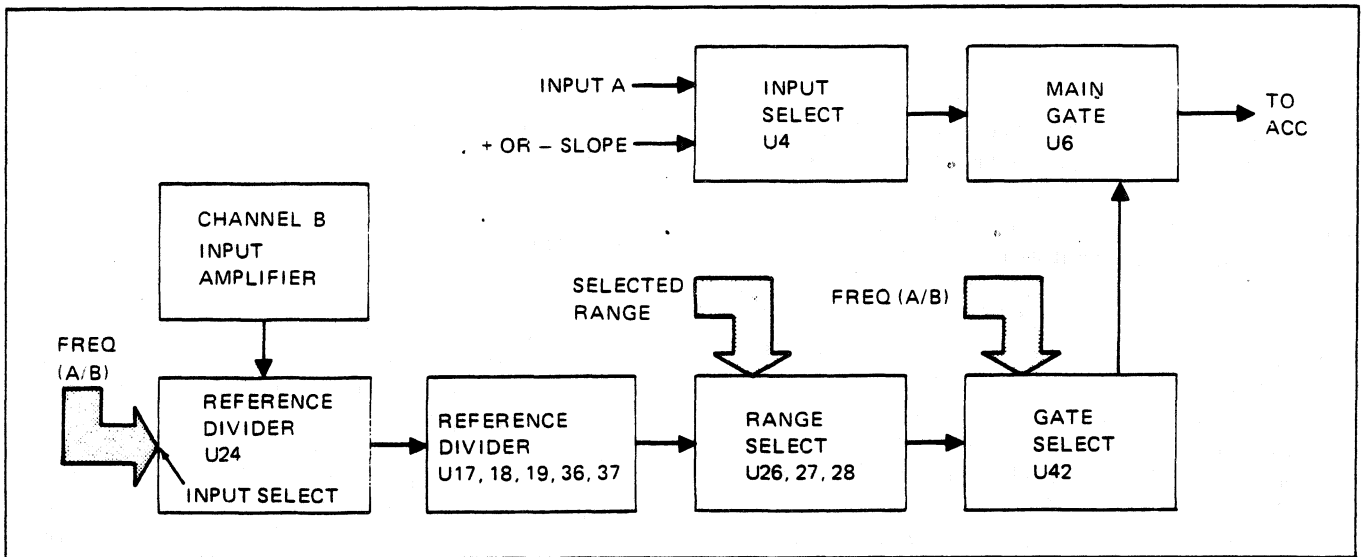 INPUT A
+ OR - SLOPE
INPUT
SELECT
U4
MAIN
GATE
U6
TO
ACC
CHANNEL B
INPUT
AMPLIFIER
SELECTED
RANGE
FREQ (A/B)
FREQ
(A/B)
REFERENCE
DIVIDER
U24
INPUT SELECT
REFERENCE
DIVIDER
U17, 18, 19, 36, 37
RANGE
SELECT
U26, 27, 28
GATE
SELECT
U42